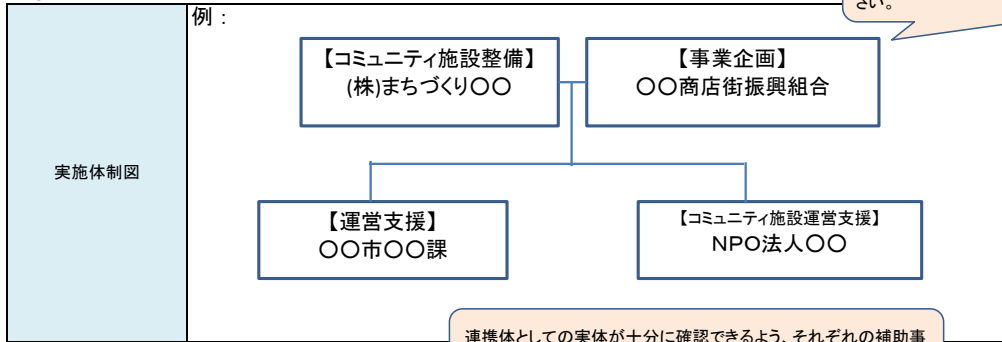 さい。
例：
【コミュニティ施設整備】
(株)まちづくり〇〇
【事業企画】
〇〇商店街振興組合
実施体制図
【運営支援】
〇〇市〇〇課
【コミュニティ施設運営支援】
NPO法人〇〇
連携体としての実体が十分に確認できるよう、それぞれの補助事